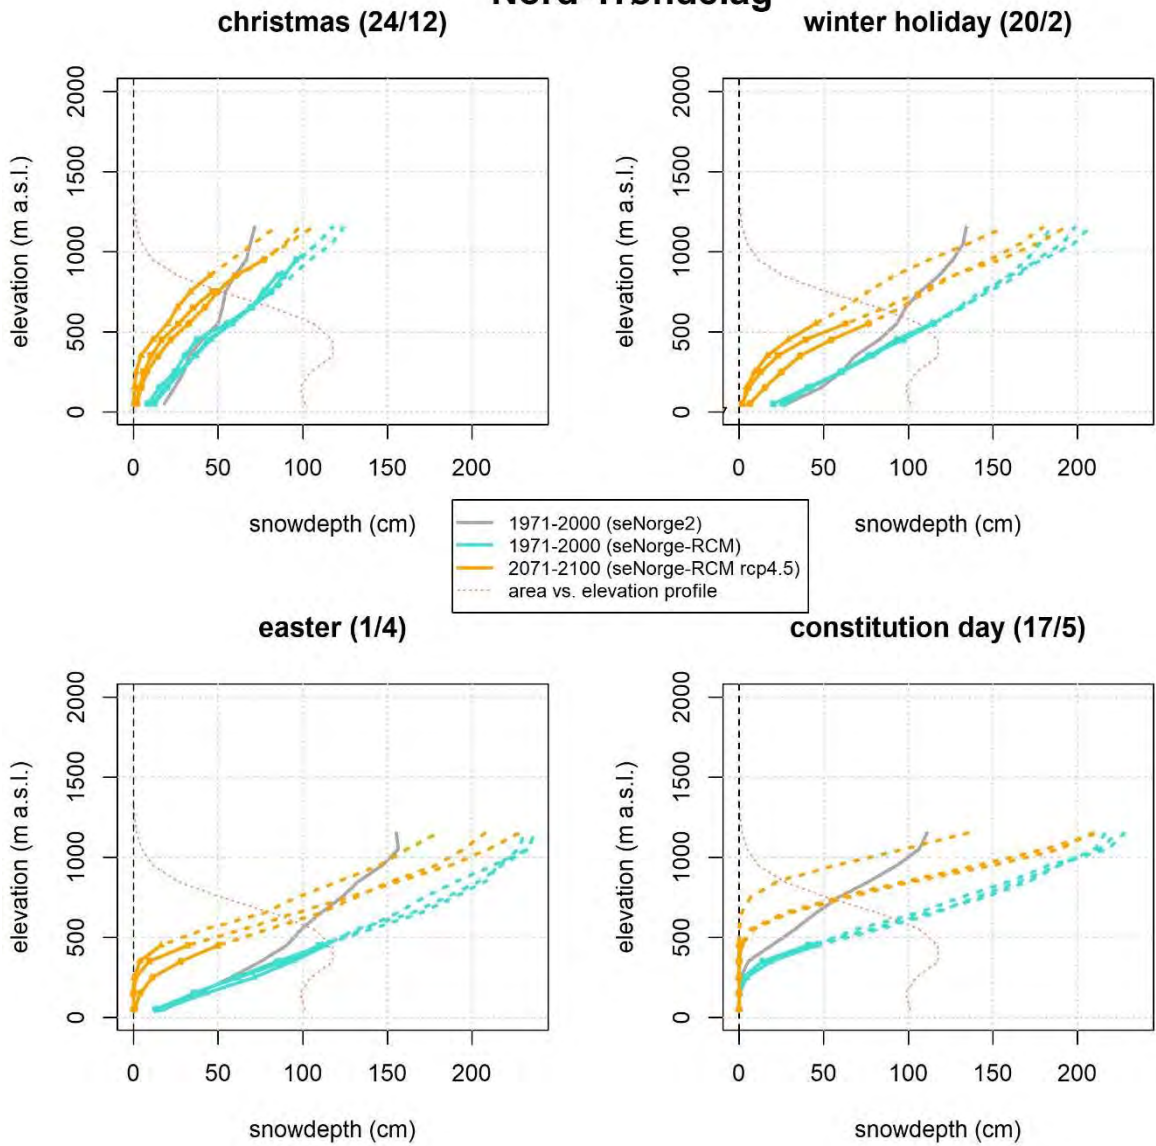 Nord-Trøndelag
christmas (24/12)
winter holiday (20/2)
elevation (m a.s.l.)
0 500 1000 1500 2000
0 50 100 150 200
snowdepth (cm)
elevation (m a.s.l.)
0 500 1000 1500 2000
0 50 100 150 200
snowdepth (cm)
1971-2000 (seNorge2)
1971-2000 (seNorge-RCM)
2071-2100 (seNorge-RCM rcp4.5)
area vs. elevation profile
easter (1/4)
constitution day (17/5)
elevation (m a.s.l.)
0 500 1000 1500 2000
0 50 100 150 200
snowdepth (cm)
elevation (m a.s.l.)
0 500 1000 1500 2000
0 50 100 150 200
snowdepth (cm)